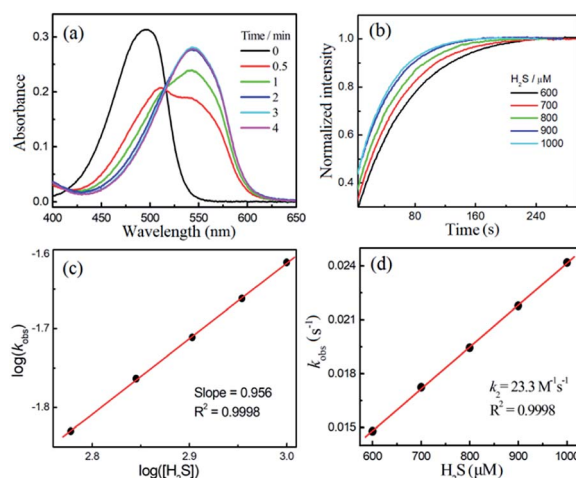 (a)
Time / min
0
0.5
1
2
3
4
Absorbance
0.3
0.2
0.1
0.0
400 450 500 550 600 650
Wavelength (nm)
(b)
H₂S / μM
600
700
800
900
1000
Normalized intensity
1.0
0.8
0.6
0.4
80 160 240
Time (s)
(c)
Slope = 0.956
R² = 0.9998
log(k_obs)
-1.6
-1.7
-1.8
2.8 2.9 3.0
log([H₂S])
(d)
k₂= 23.3 M⁻¹s⁻¹
R² = 0.9998
k_obs (s⁻¹)
0.024
0.021
0.018
0.015
600 700 800 900 1000
H₂S (μM)